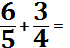 6/5 + 3/4 =